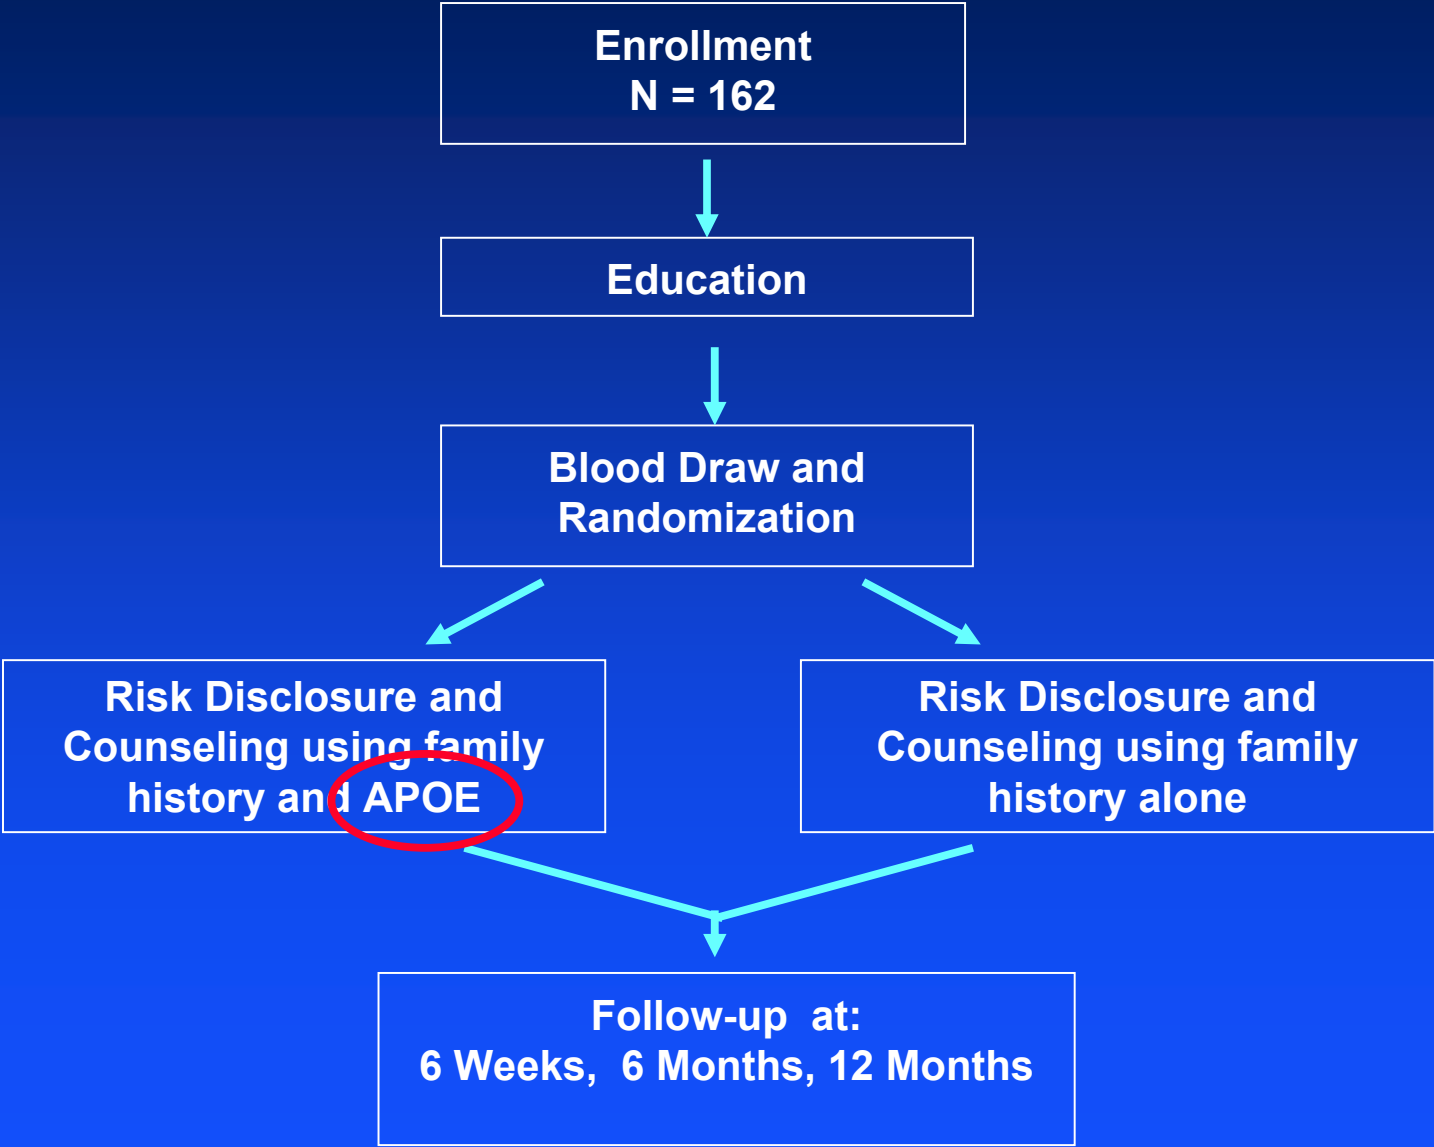 Enrollment
N = 162
Education
Blood Draw and
Randomization
Risk Disclosure and
Counseling using family
history and APOE
Risk Disclosure and
Counseling using family
history alone
Follow-up  at:
6 Weeks,  6 Months, 12 Months